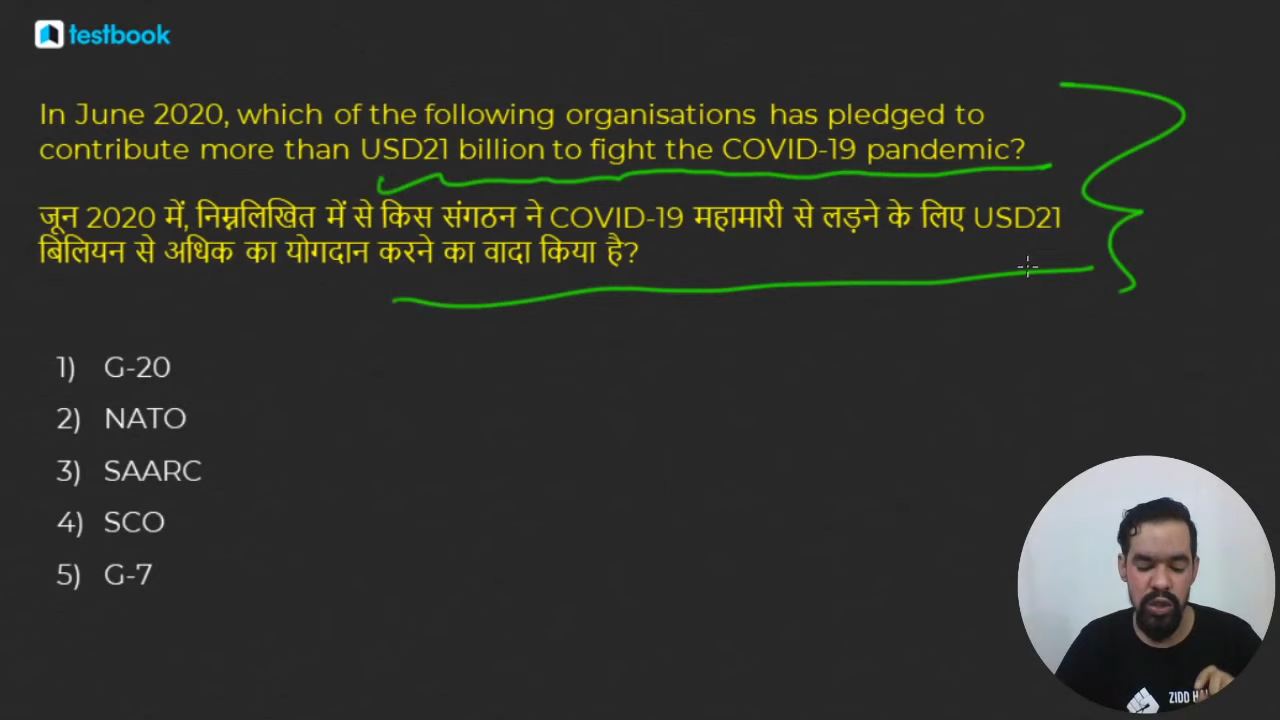 testbook
In June 2020, which of the following organisations has pledged to
contribute more than USD21 billion to fight the COVID-19 pandemic?
जून 2020 में, निम्नलिखित में से किस संगठन ने COVID-19 महामारी से लड़ने के लिए USD21
बिलियन से अधिक का योगदान करने का वादा किया है?
1) G-20
2) NATO
3) SAARC
4) SCO
5) G-7
ZIDD